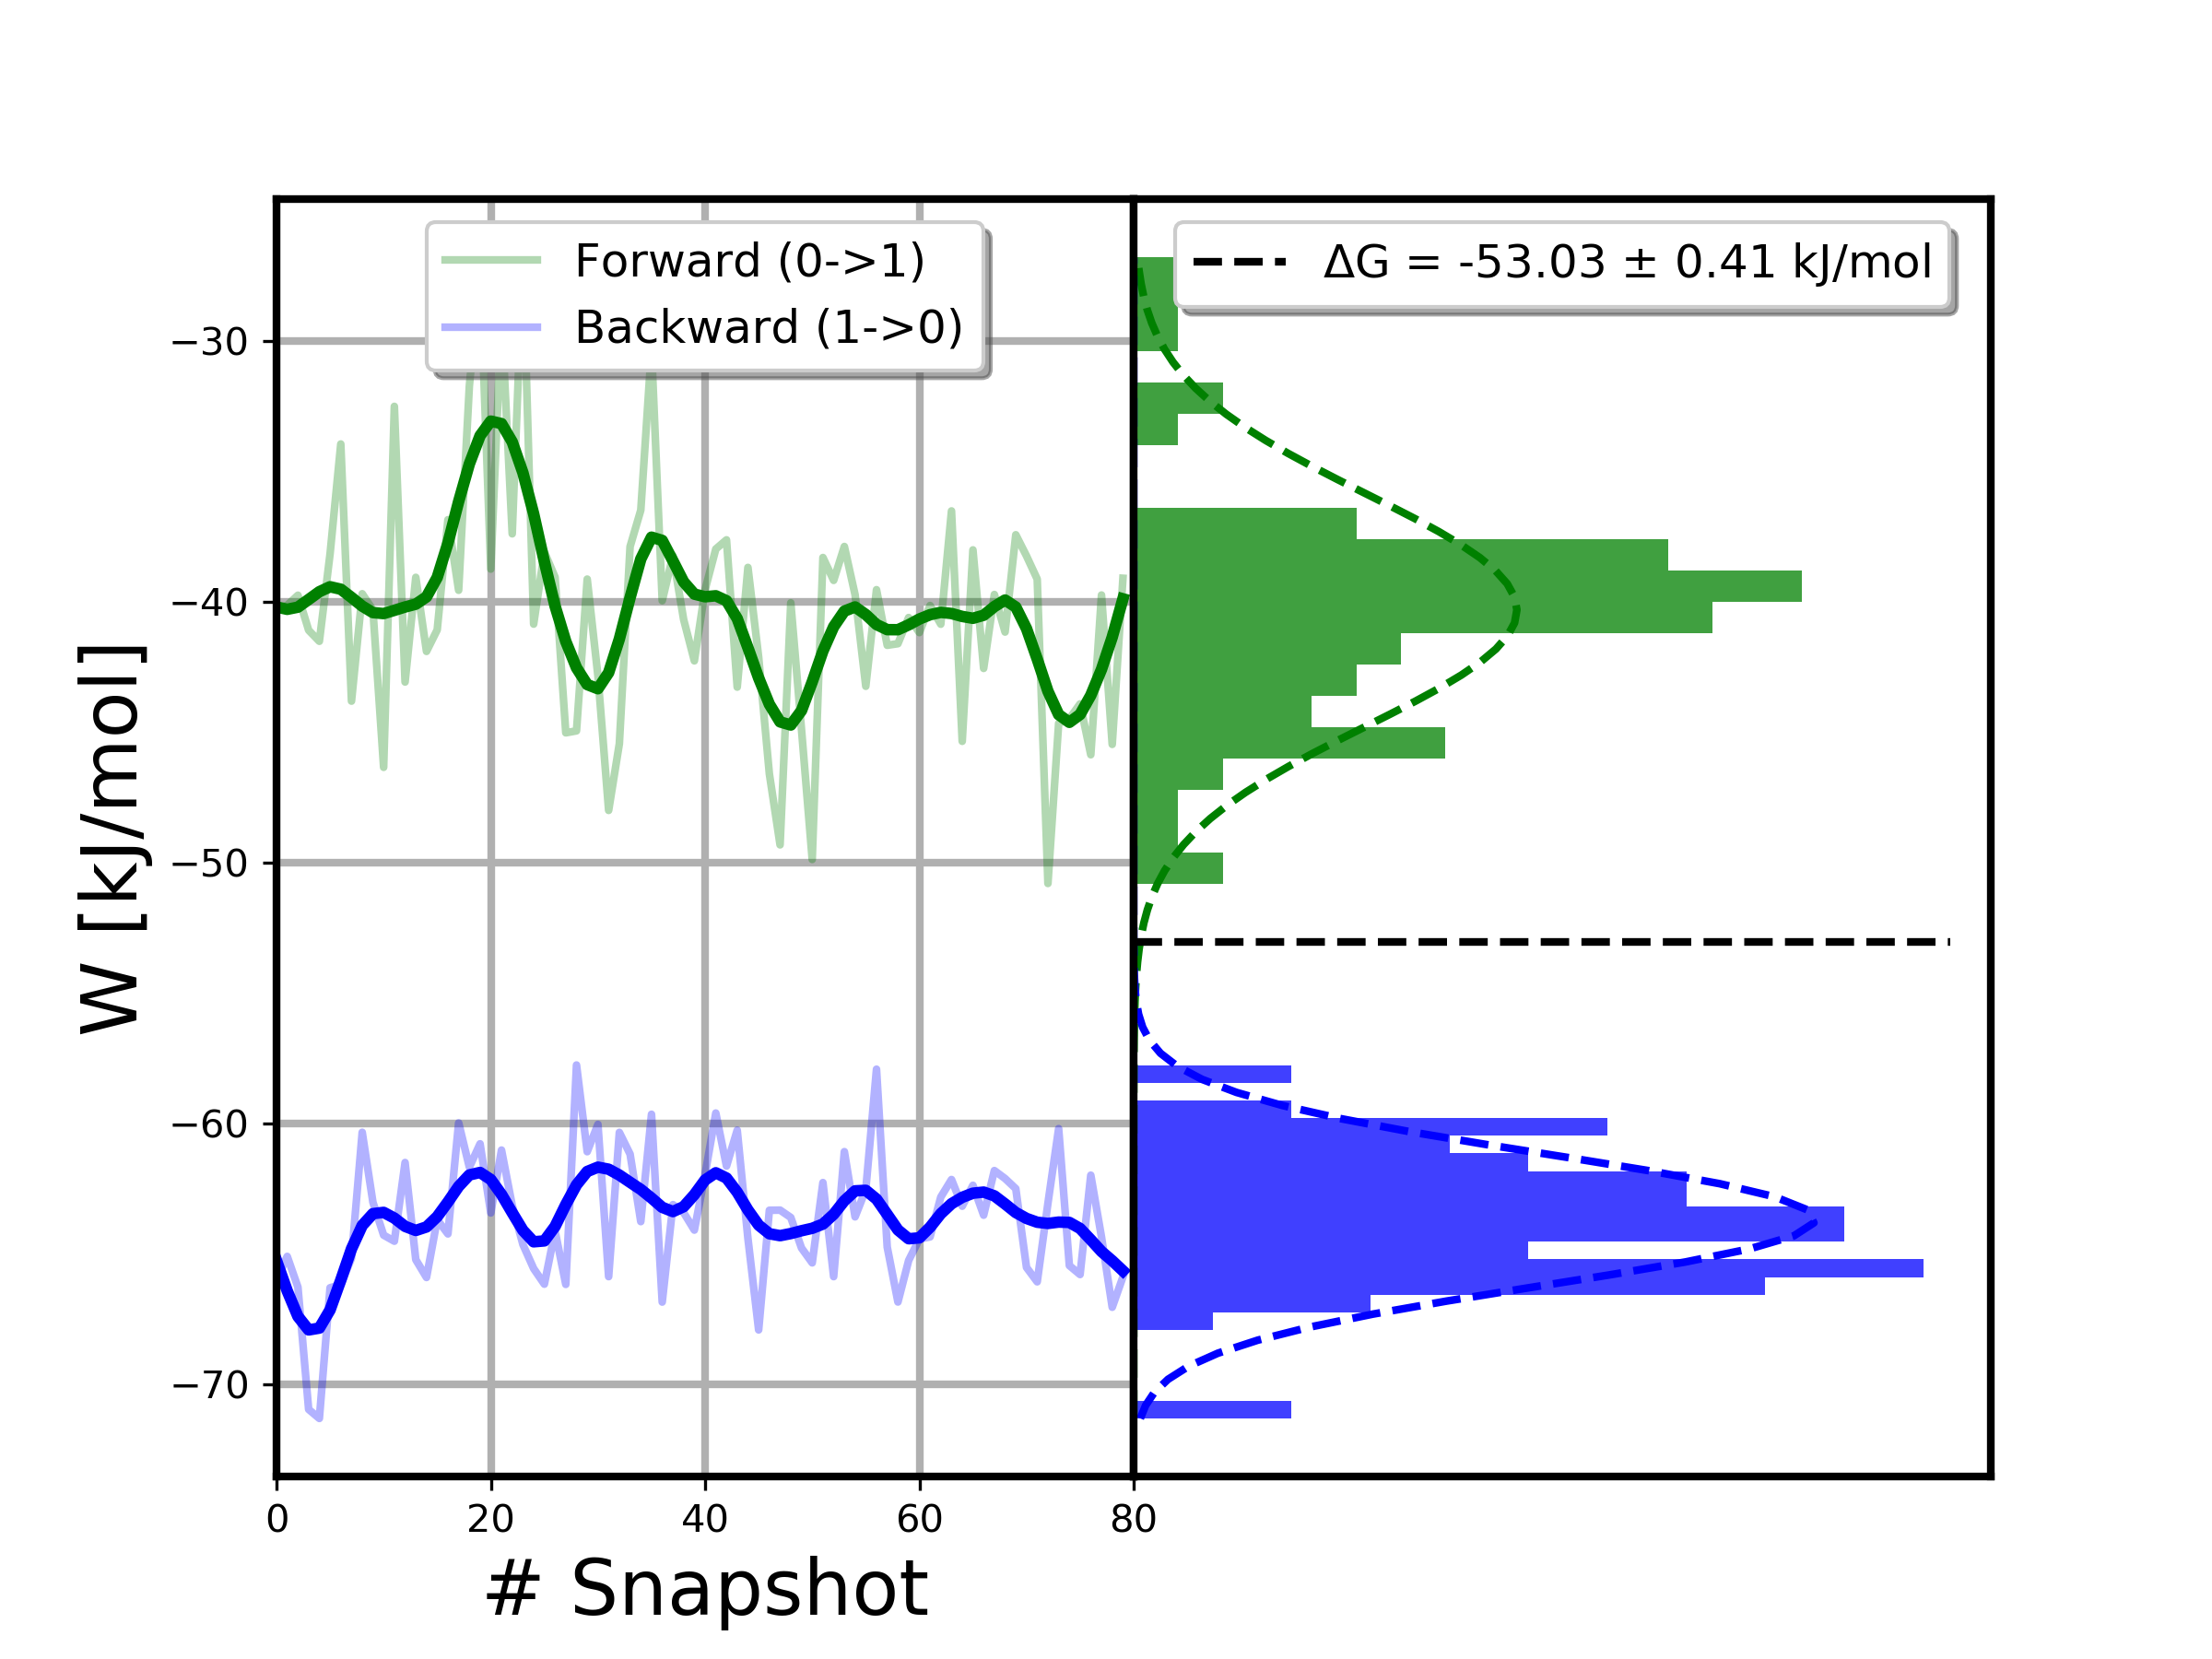 Forward (0->1)
Backward (1->0)
ΔG = -53.03 ± 0.41 kJ/mol
W [kJ/mol]
−30
−40
−50
−60
−70
0 20 40 60 80
# Snapshot